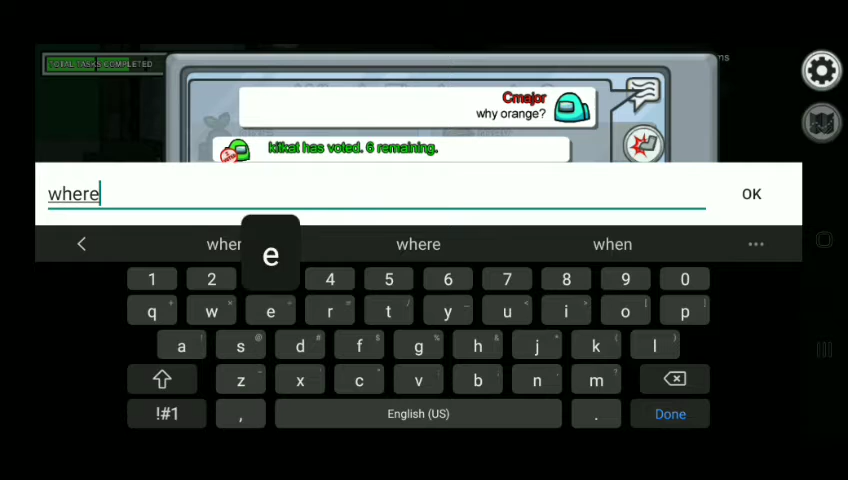 TOTAL TASKS COMPLETED
ms
Cmajor
why orange?
kitkat has voted. 6 remaining.
where
OK
wher
where
when
e
1 2 4 5 6 7 8 9 0
q w e r t y u i o p
a s d f g h j k l
z x c v b n m
!#1 , English (US) . Done